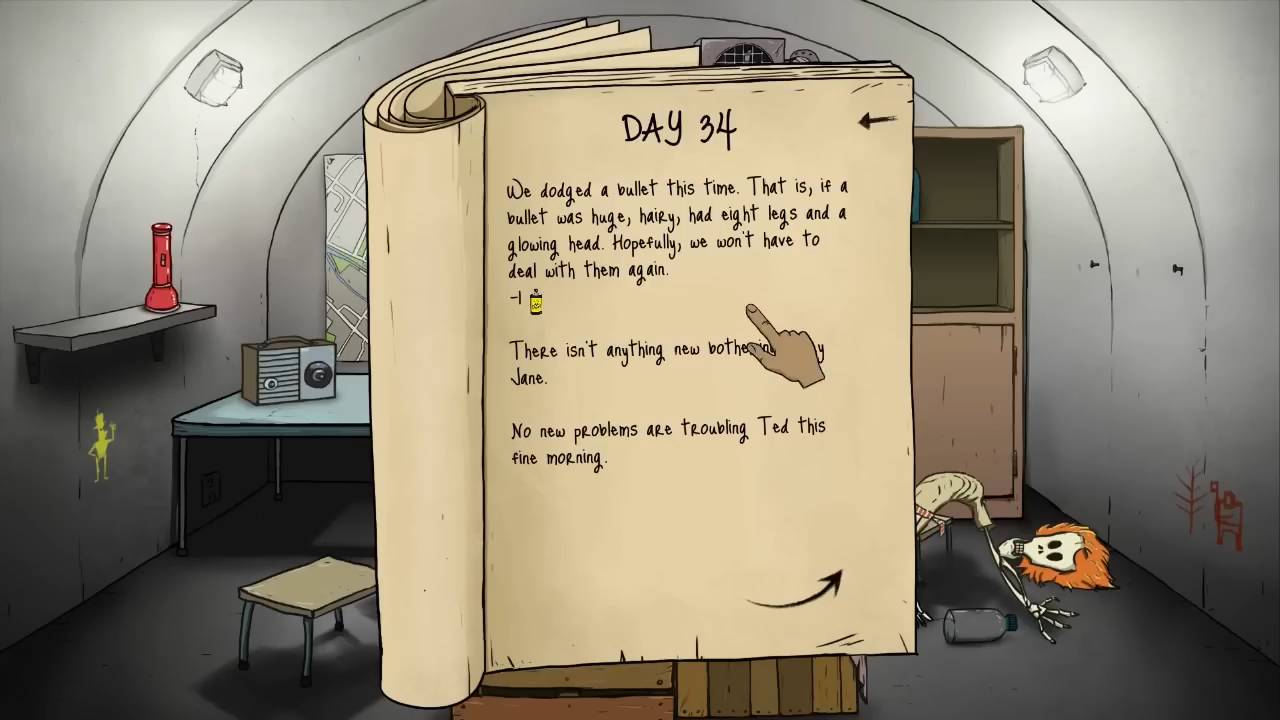 DAY 34
We dodged a bullet this time. That is, if a
bullet was huge, hairy, had eight legs and a
glowing head. Hopefully, we won't have to
deal with them again.
-1
There isn't anything new
Jane.
No new problems are troubling Ted this
fine morning.